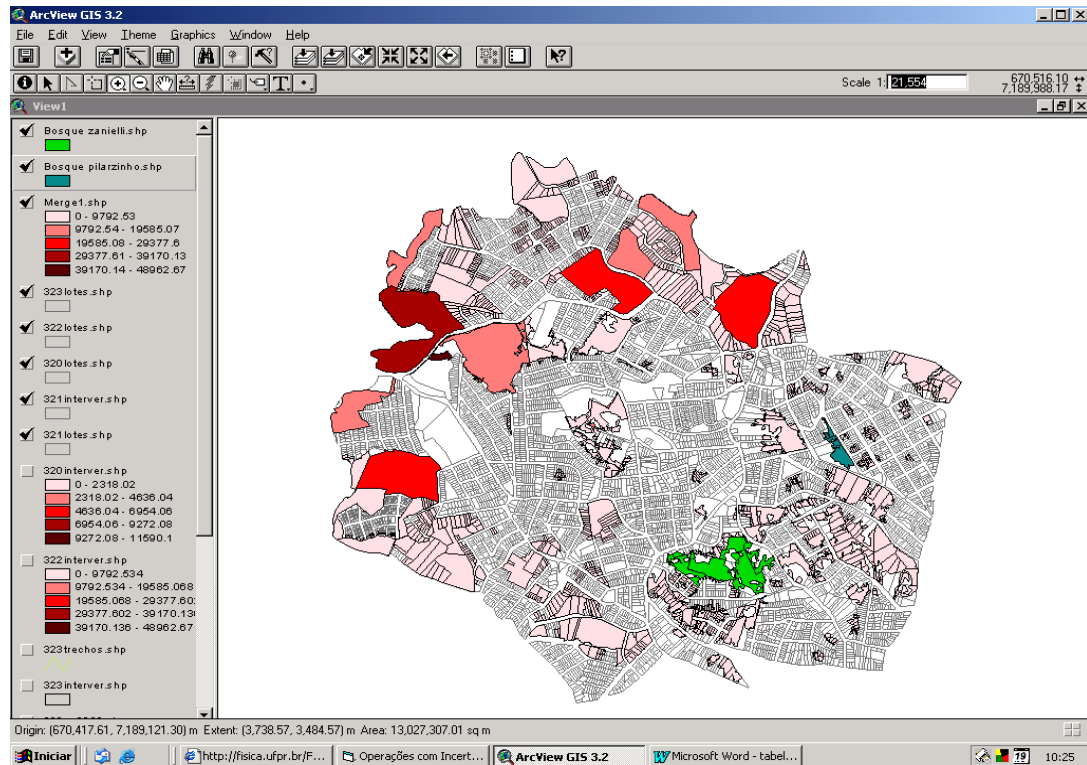 ArcView GIS 3.2
File Edit View Theme Graphics Window Help
Scale 1: 21,554
670,516.10
7,189,988.17
View1
Bosque zanielli.shp
Bosque pilarzinho.shp
Merge1.shp
0 - 9792.53
9792.54 - 19585.07
19585.08 - 29377.6
29377.61 - 39170.13
39170.14 - 48962.67
323lotes.shp
322lotes.shp
320lotes.shp
321interver.shp
321lotes.shp
320interver.shp
0 - 2318.02
2318.02 - 4636.04
4636.04 - 6954.06
6954.06 - 9272.08
9272.08 - 11590.1
322interver.shp
0 - 9792.534
9792.534 - 19585.068
19585.068 - 29377.602
29377.602 - 39170.136
39170.136 - 48962.67
323trechos.shp
323interver.shp
Origin: (670,417.61, 7,189,121.30) m Extent: (3,738.57, 3,484.57) m Area: 13,027,307.01 sq m
Iniciar
http://fisica.ufpr.br/F...
Operações com Incert...
ArcView GIS 3.2
Microsoft Word - tabel...
19
10:25